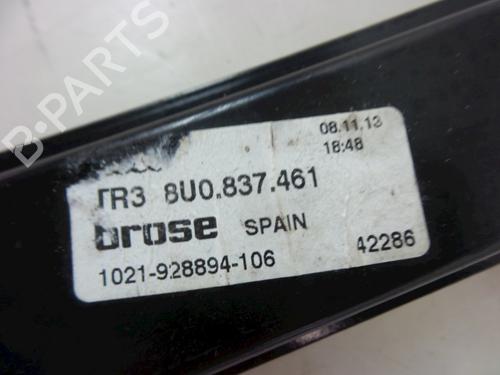 B-PARTS
08.11.13
18:48
TR3 8U0.837.461
brose SPAIN
1021-928894-106 42286